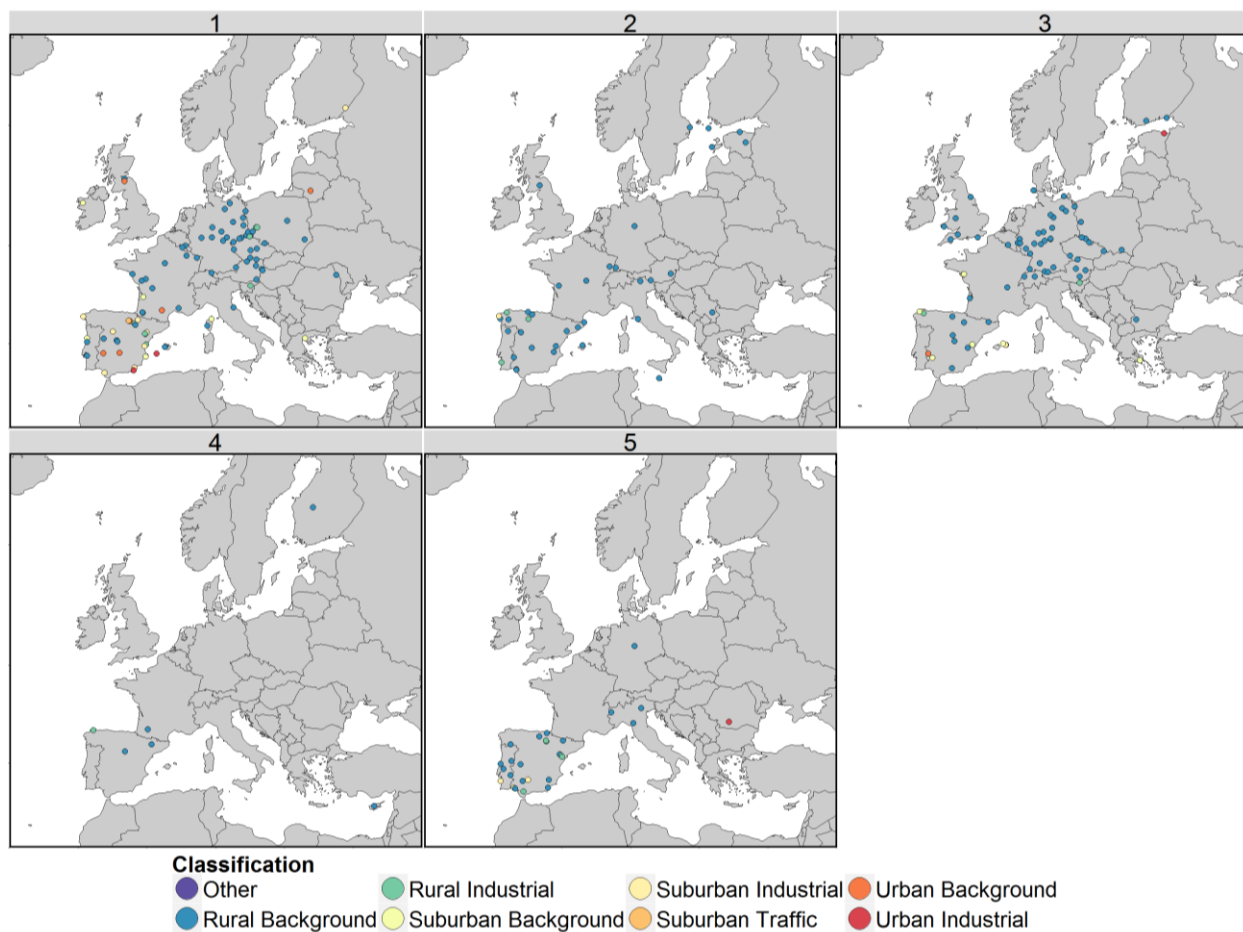 1 2 3
4 5
Classification
Other Rural Industrial Suburban Industrial Urban Background
Rural Background Suburban Background Suburban Traffic Urban Industrial